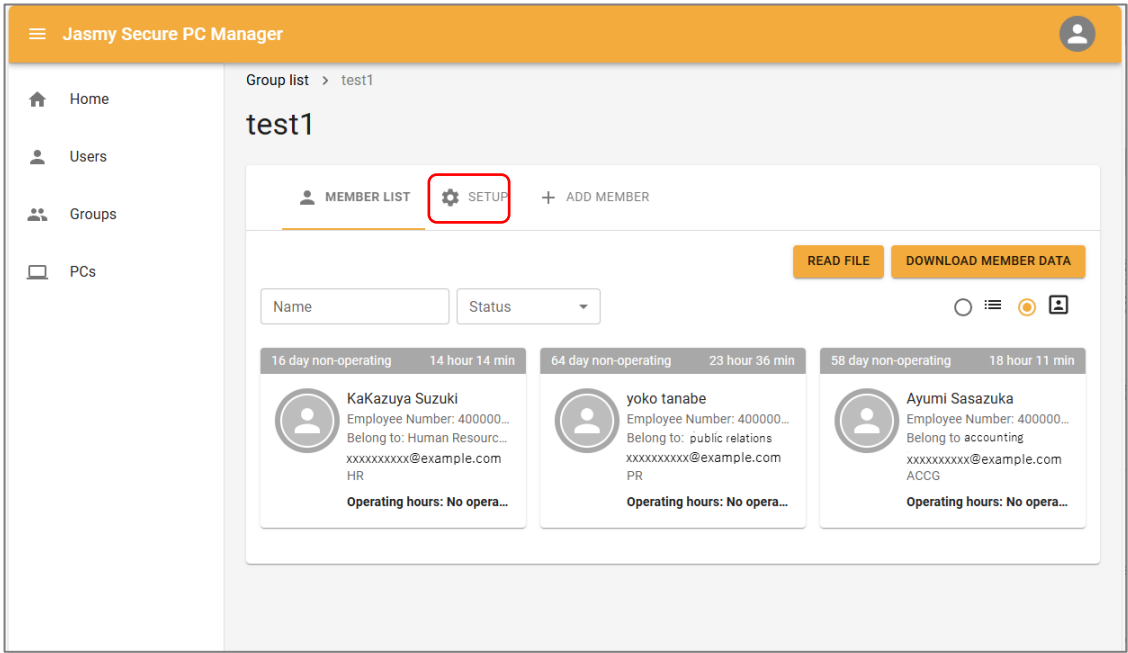 Jasmy Secure PC Manager
Home
Users
Groups
PCs
Group list > test1
test1
MEMBER LIST
SETUP
ADD MEMBER
READ FILE
DOWNLOAD MEMBER DATA
Name
Status
16 day non-operating 14 hour 14 min
KaKazuya Suzuki
Employee Number: 400000...
Belong to: Human Resourc...
xxxxxxxxxx@example.com
HR
Operating hours: No opera...
64 day non-operating 23 hour 36 min
yoko tanabe
Employee Number: 400000...
Belong to: public relations
xxxxxxxxxx@example.com
PR
Operating hours: No opera...
58 day non-operating 18 hour 11 min
Ayumi Sasazuka
Employee Number: 400000...
Belong to accounting
xxxxxxxxxx@example.com
ACCG
Operating hours: No opera...